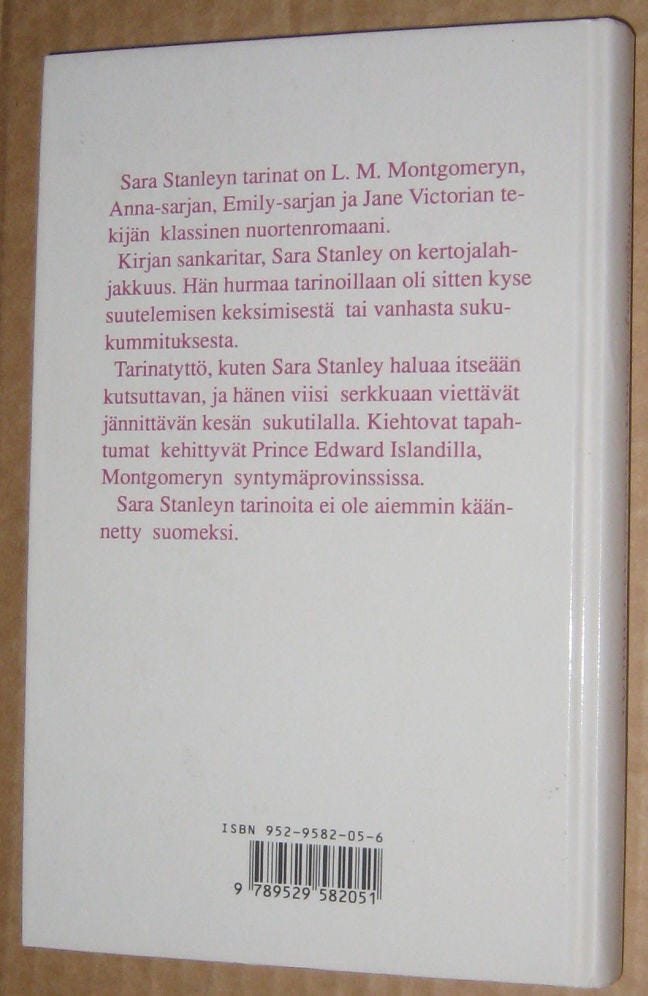 Sara Stanleyn tarinat on L. M. Montgomeryn,
Anna-sarjan, Emily-sarjan ja Jane Victorian te-
kijän klassinen nuortenromaani.
Kirjan sankaritar, Sara Stanley on kertojalah-
jakkuus. Hän hurmaa tarinoillaan oli sitten kyse
suutelemisen keksimisestä tai vanhasta suku-
kummituksesta.
Tarinatyttö, kuten Sara Stanley haluaa itseään
kutsuttavan, ja hänen viisi serkkuaan viettävät
jännittävän kesän sukutilalla. Kiehtovat tapah-
tumat kehittyvät Prince Edward Islandilla,
Montgomeryn syntymäprovinssissa.
Sara Stanleyn tarinoita ei ole aiemmin kään-
netty suomeksi.
ISBN 952-9582-05-6
9 789529 582051